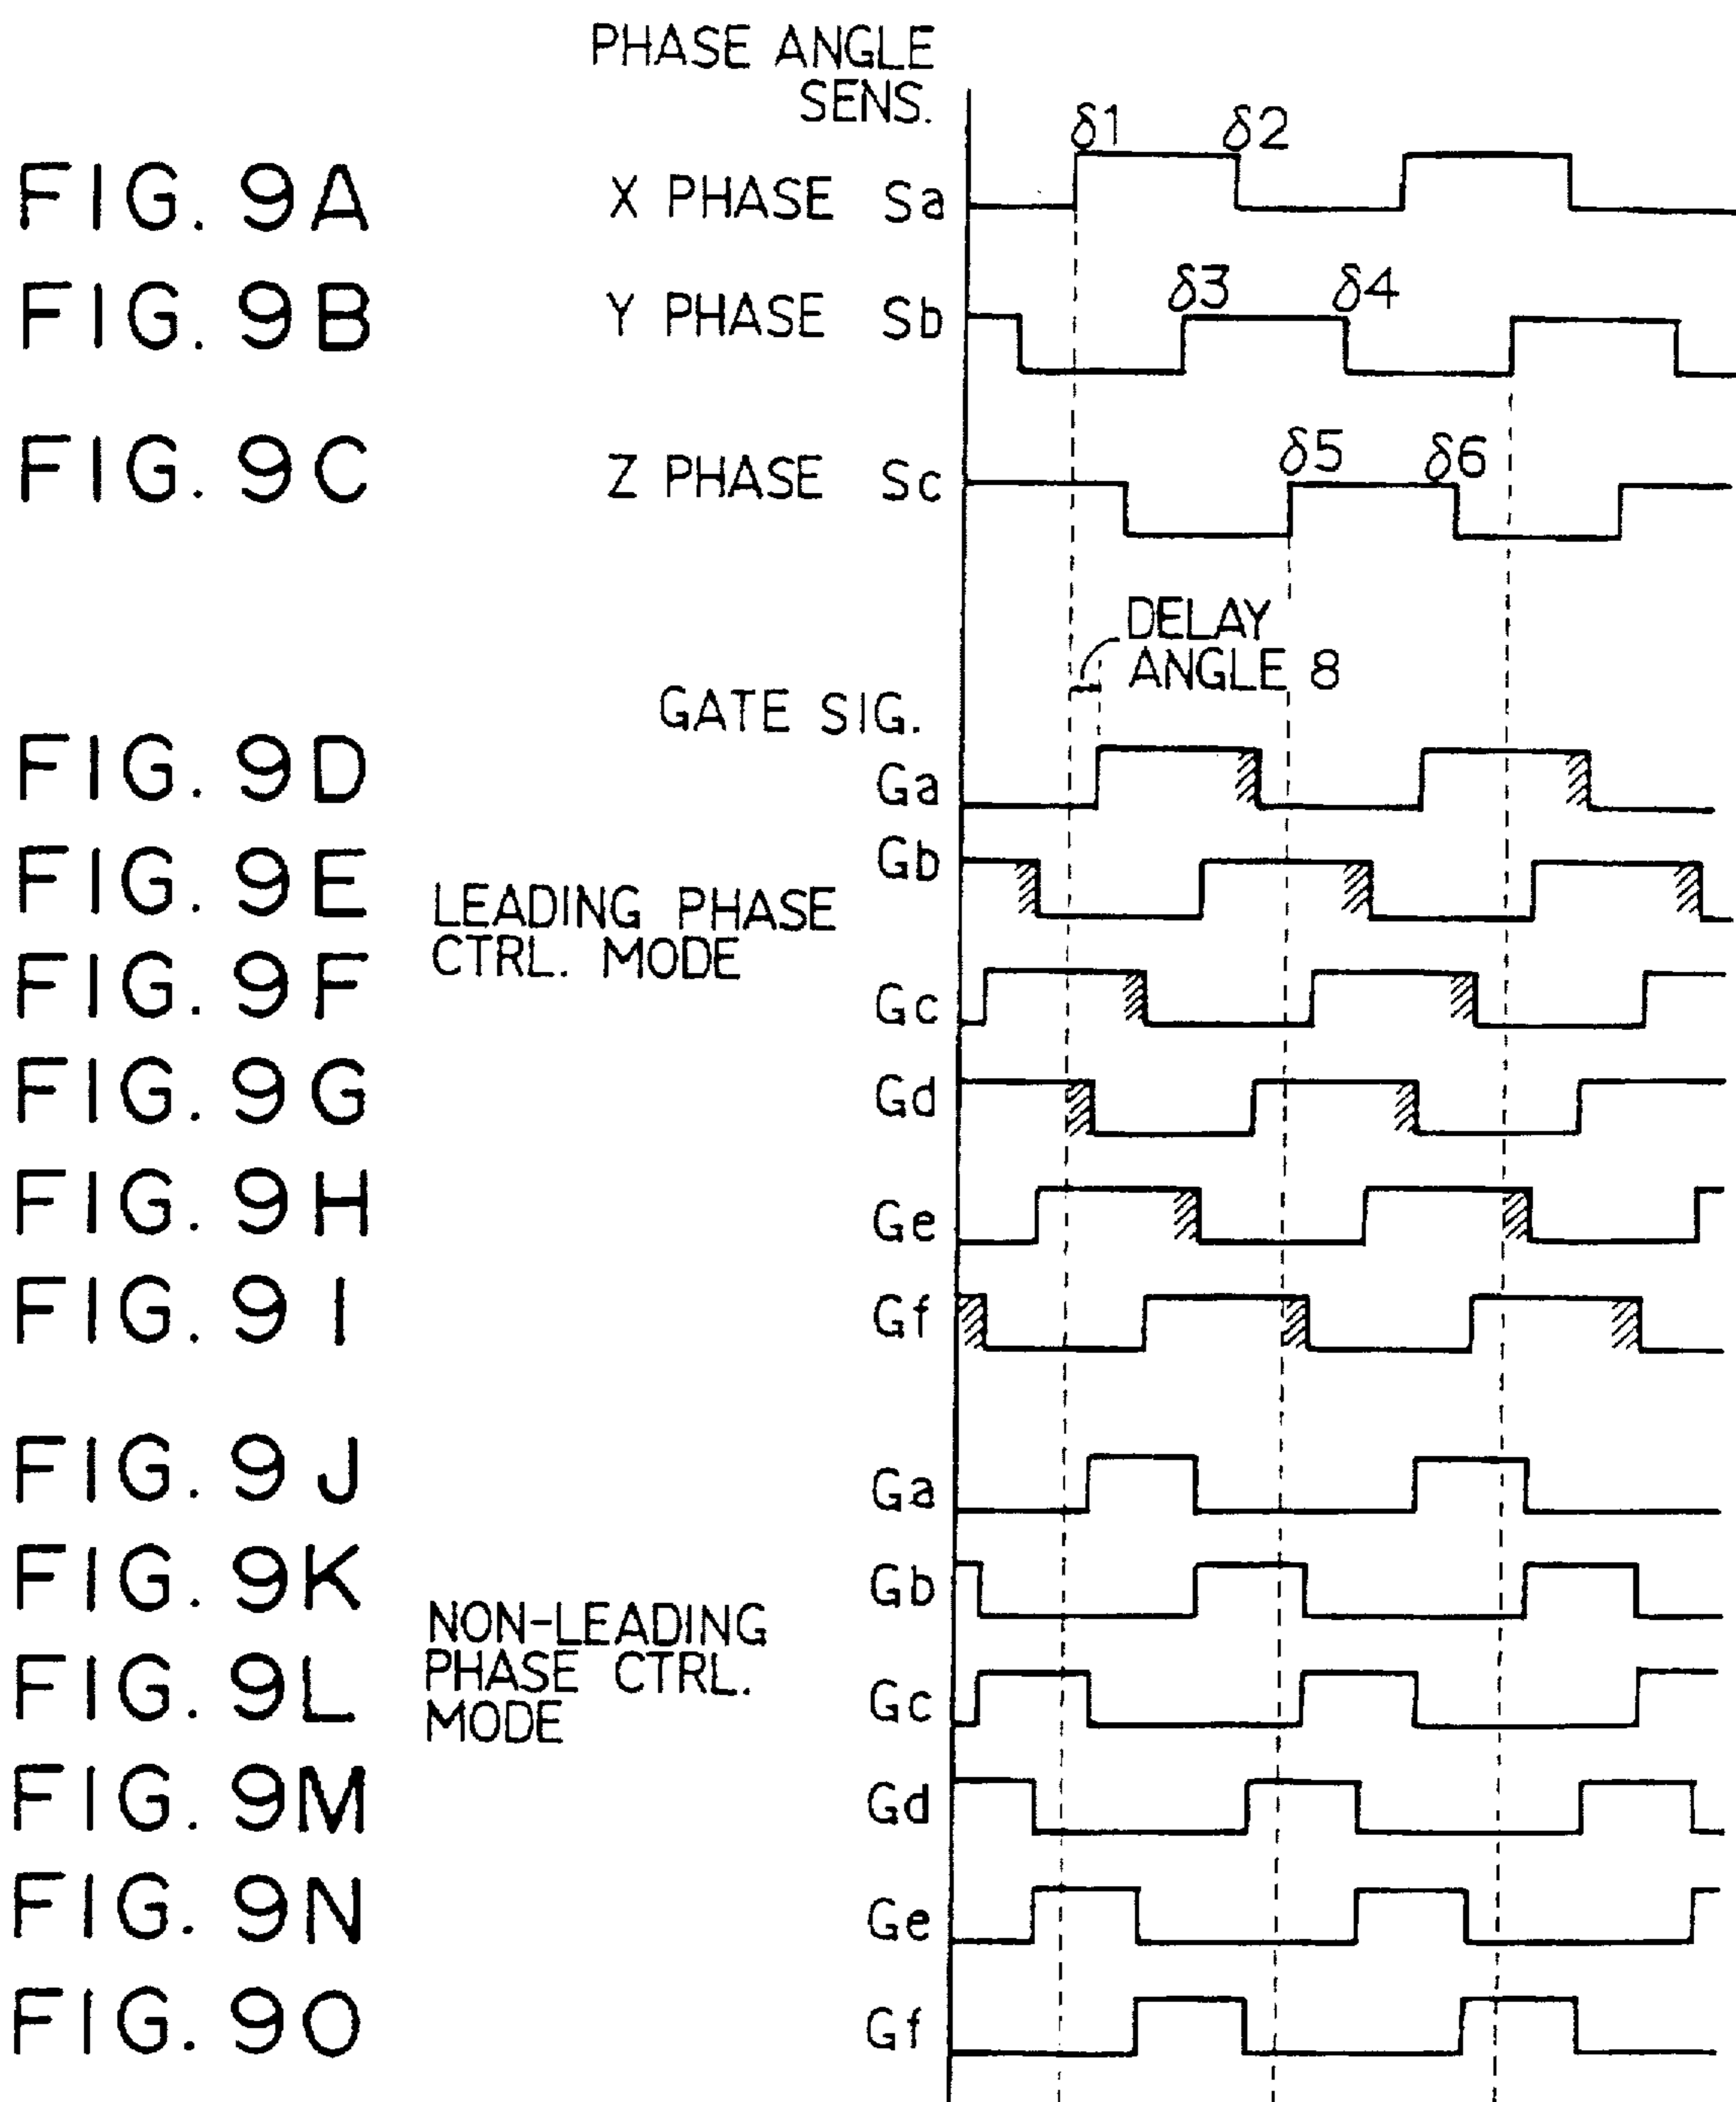 PHASE ANGLE
SENS.
FIG. 9A X PHASE Sa δ1 δ2
FIG. 9B Y PHASE Sb δ3 δ4
FIG. 9C Z PHASE Sc δ5 δ6
DELAY
ANGLE 8
GATE SIG.
FIG. 9D Ga
FIG. 9E Gb
LEADING PHASE
CTRL. MODE
FIG. 9F Gc
FIG. 9G Gd
FIG. 9H Ge
FIG. 9I Gf
FIG. 9J Ga
FIG. 9K Gb
NON-LEADING
PHASE CTRL.
MODE
FIG. 9L Gc
FIG. 9M Gd
FIG. 9N Ge
FIG. 9O Gf